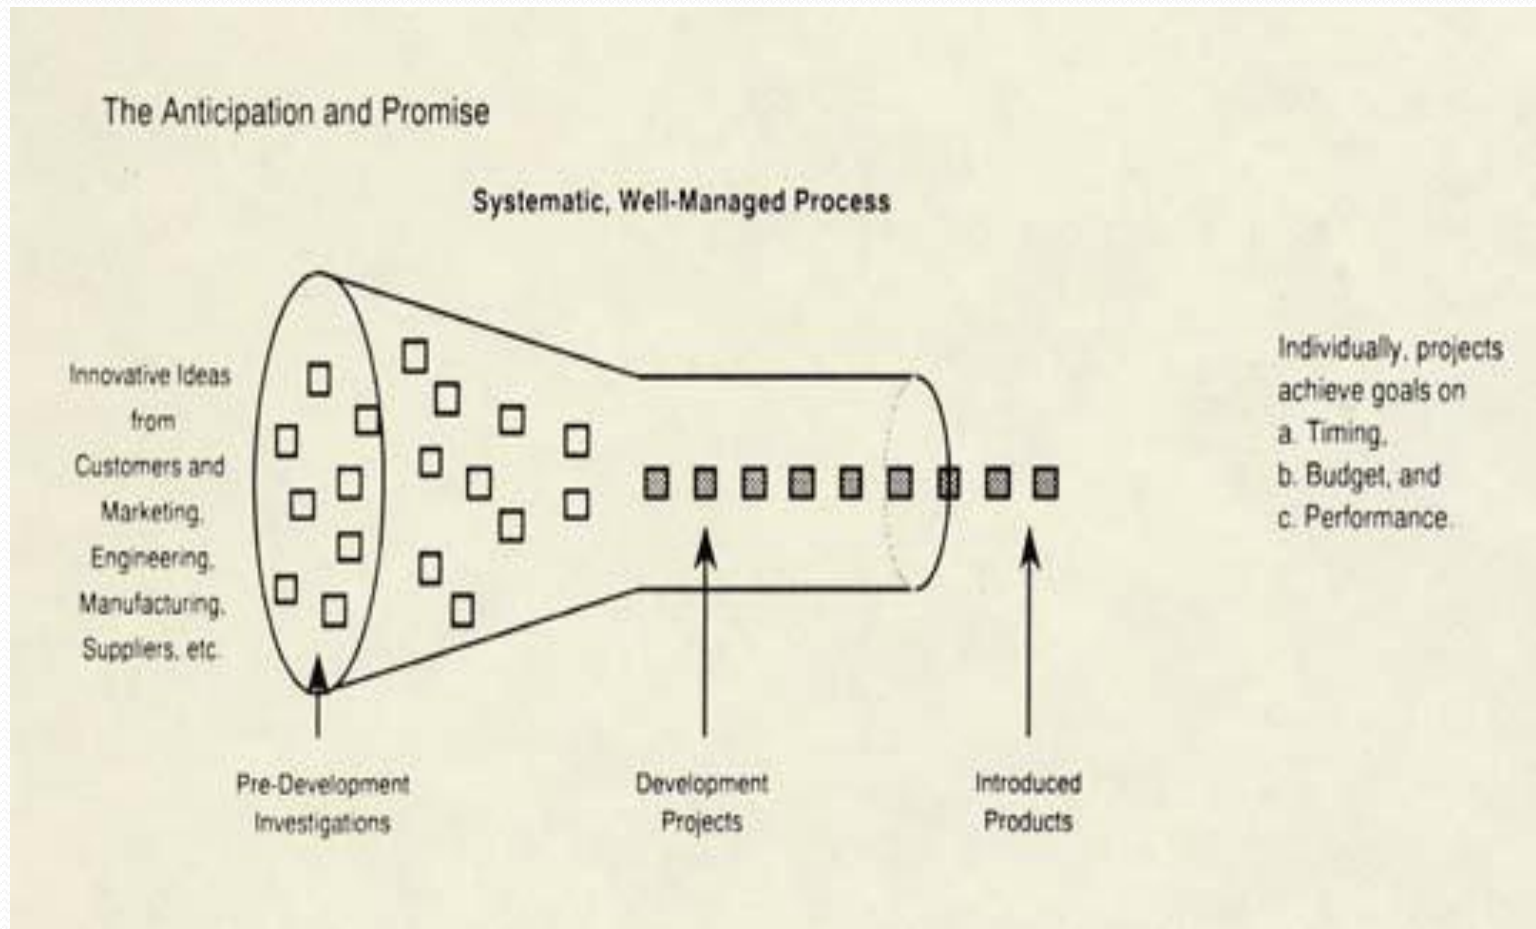 The Anticipation and Promise
Systematic, Well-Managed Process
Innovative Ideas
from
Customers and
Marketing,
Engineering,
Manufacturing,
Suppliers, etc.
Individually, projects
achieve goals on
a. Timing,
b. Budget, and
c. Performance.
Pre-Development
Investigations
Development
Projects
Introduced
Products